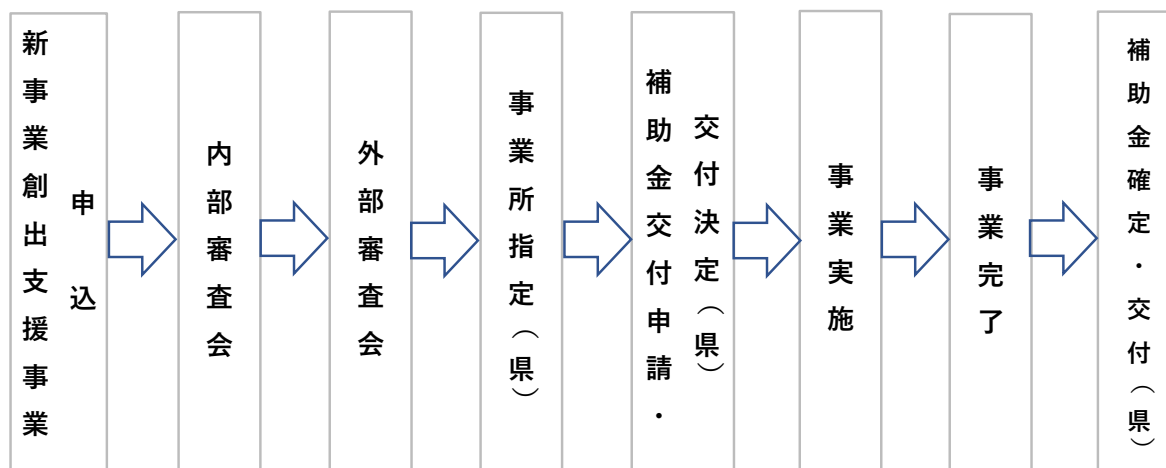 新事業創出支援事業
申込
内部審査会
外部審査会
事業所指定（県）
補助金交付申請・
交付決定（県）
事業実施
事業完了
補助金確定・交付（県）